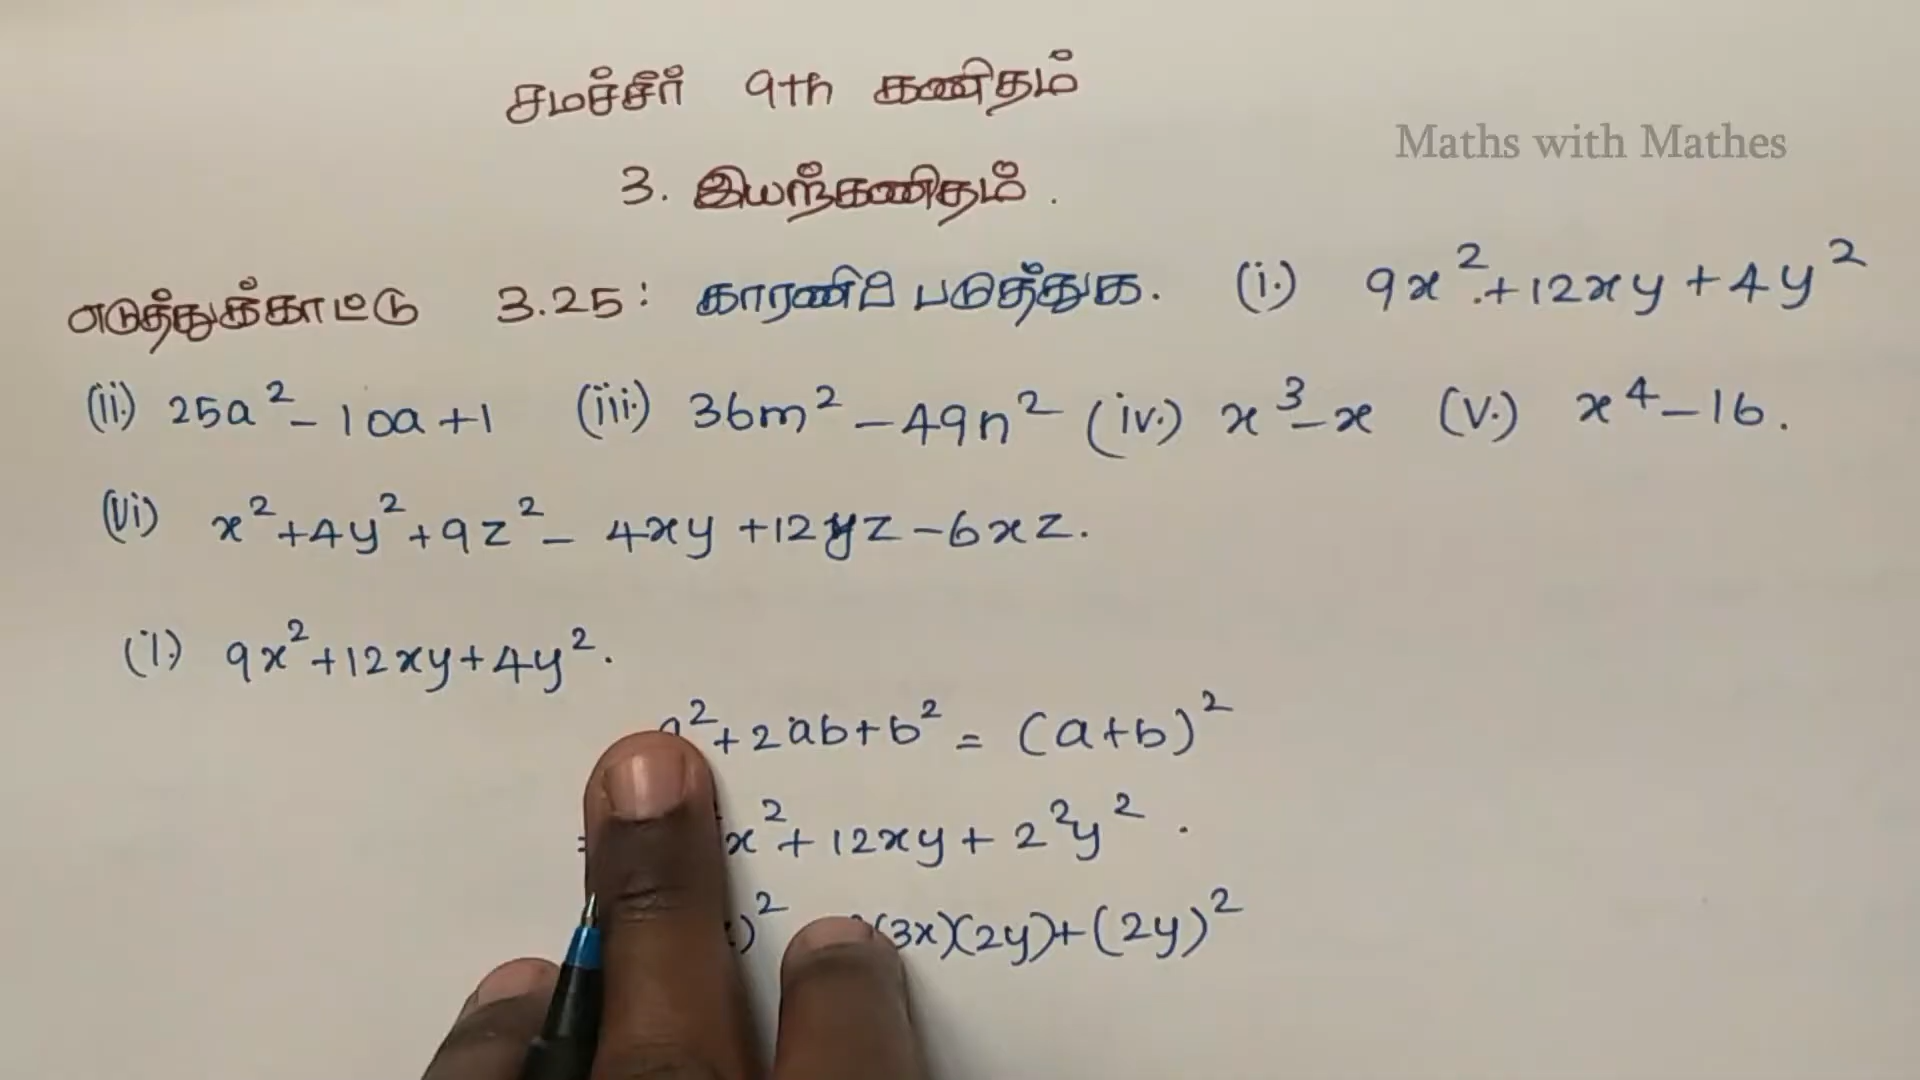 சமச்சீர் 9th கணிதம்
Maths with Mathes
3. இயற்கணிதம்.
எடுத்துக்காட்டு 3.25: காரணிப் படுத்துக. (i.) 9x²+12xy+4y²
(ii.) 25a²-10a+1 (iii.) 36m²-49n² (iv.) x³-x (v.) x⁴-16.
(vi) x²+4y²+9z²-4xy+12yz-6xz.
(i.) 9x²+12xy+4y².
a²+2ab+b² = (a+b)²
x²+12xy+2²y².
)² (3x)(2y)+(2y)²